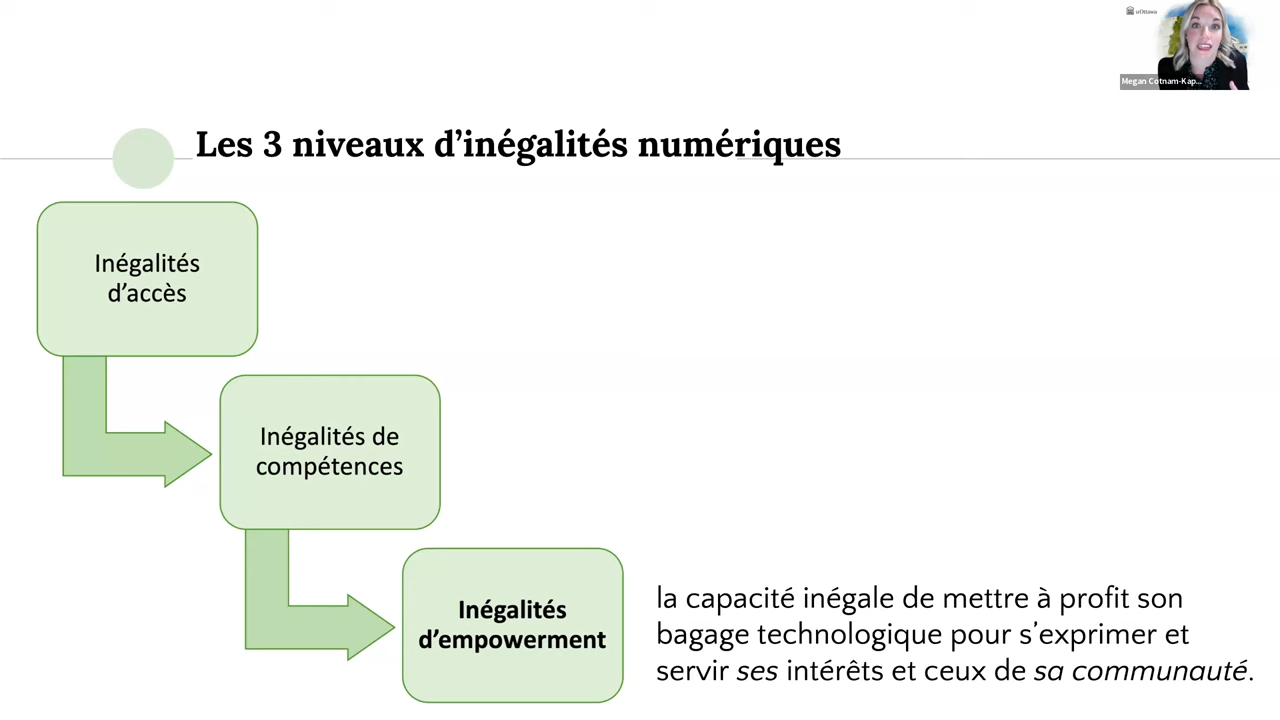 uOttawa
Megan Cotnam-Kap...
Les 3 niveaux d’inégalités numériques
Inégalités
d’accès
Inégalités de
compétences
Inégalités
d’empowerment
la capacité inégale de mettre à profit son
bagage technologique pour s’exprimer et
servir ses intérêts et ceux de sa communauté.